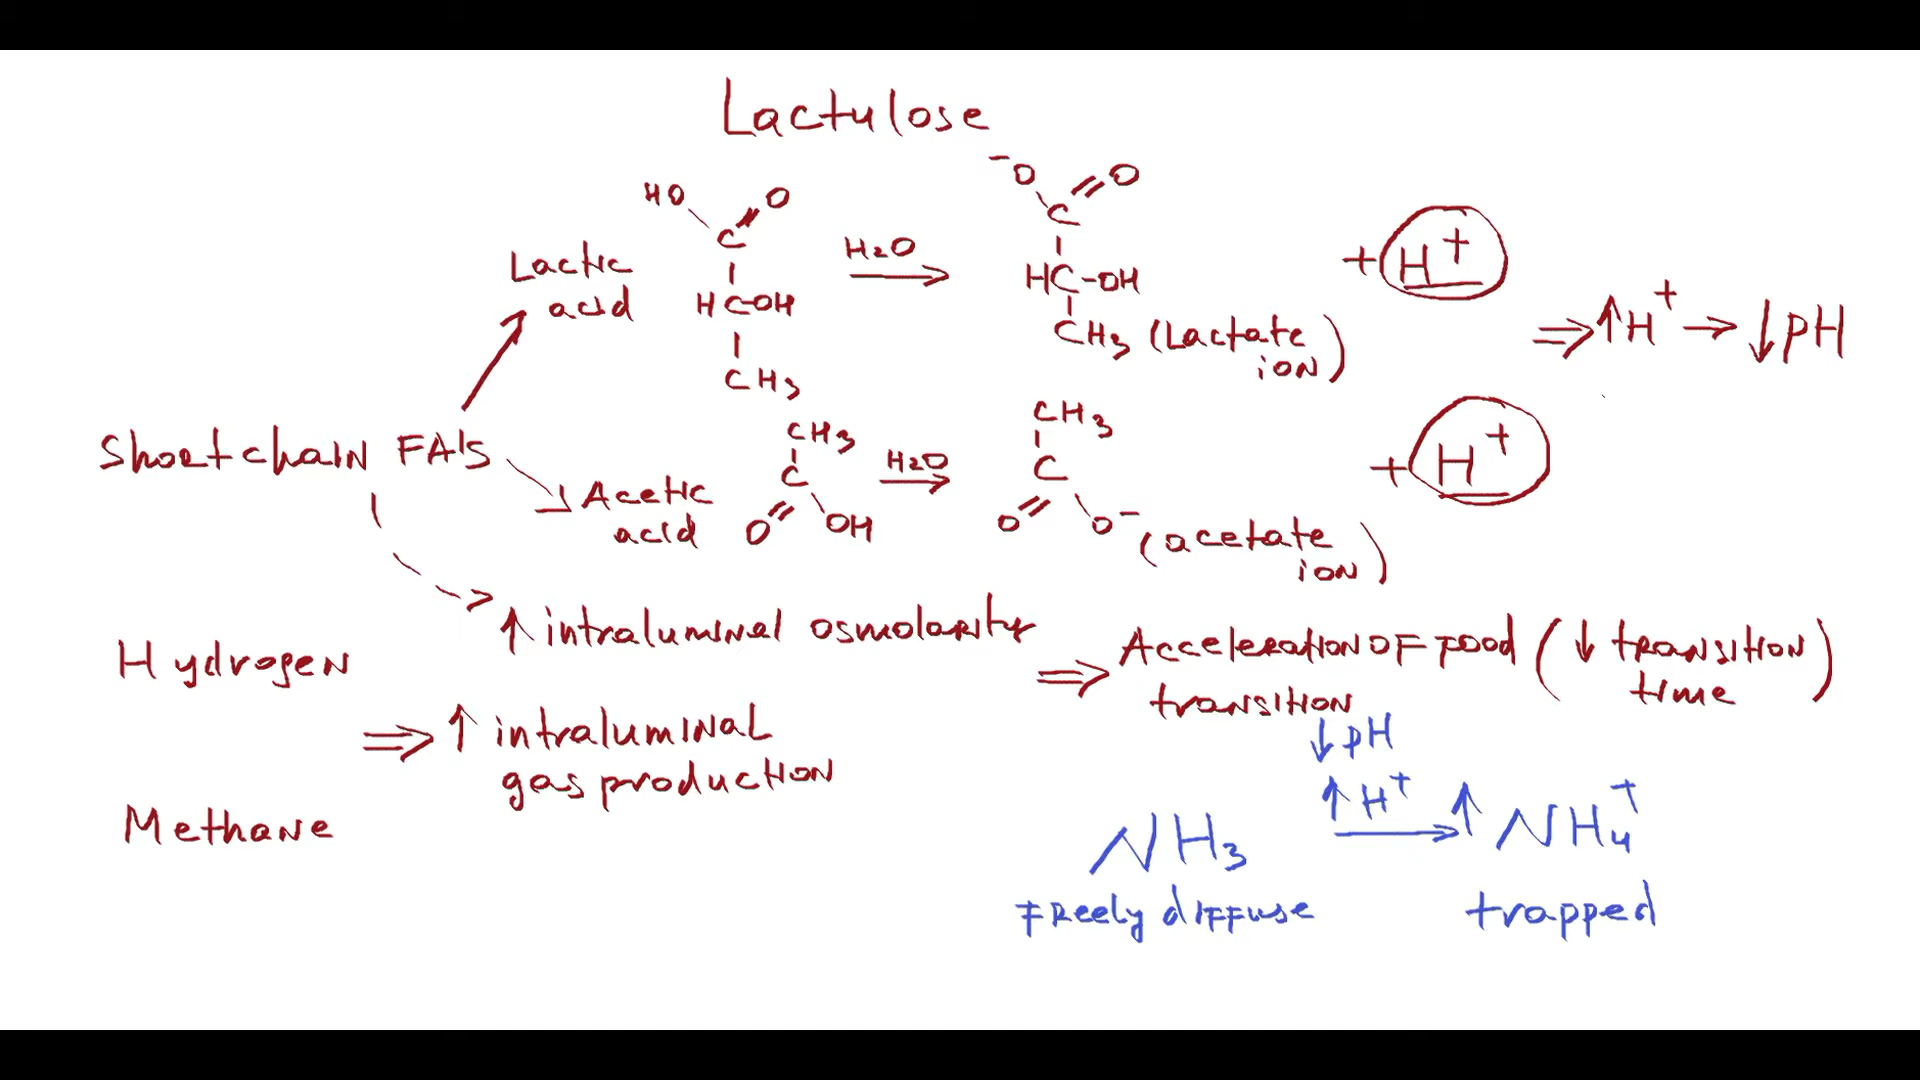 Lactulose
HO
O
C
HC-OH
CH3
Lactic
acid
H2O
-O
O
C
HC-OH
CH3 (Lactate
ion)
+ H+
⇒ ↑H+ → ↓pH
Short chain FA's
Acetic
acid
CH3
C
O
OH
H2O
CH3
C
O
O-
(acetate
ion)
+ H+
↑ intraluminal osmolarity
Hydrogen
Methane
⇒ ↑ intraluminal
gas production
⇒ Acceleration of food (↓ transition
transition
time)
↓pH
↑H+
NH3 → ↑ NH4+
Freely diffuse
trapped